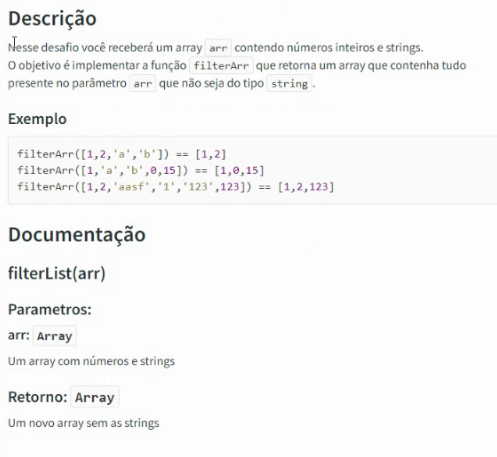 Descrição
Nesse desafio você receberá um array arr contendo números inteiros e strings.
O objetivo é implementar a função filterArr que retorna um array que contenha tudo
presente no parâmetro arr que não seja do tipo string.
Exemplo
filterArr([1,2,'a','b']) == [1,2]
filterArr([1,'a','b',0,15]) == [1,0,15]
filterArr([1,2,'aasf','1','123',123]) == [1,2,123]
Documentação
filterList(arr)
Parametros:
arr: Array
Um array com números e strings
Retorno: Array
Um novo array sem as strings